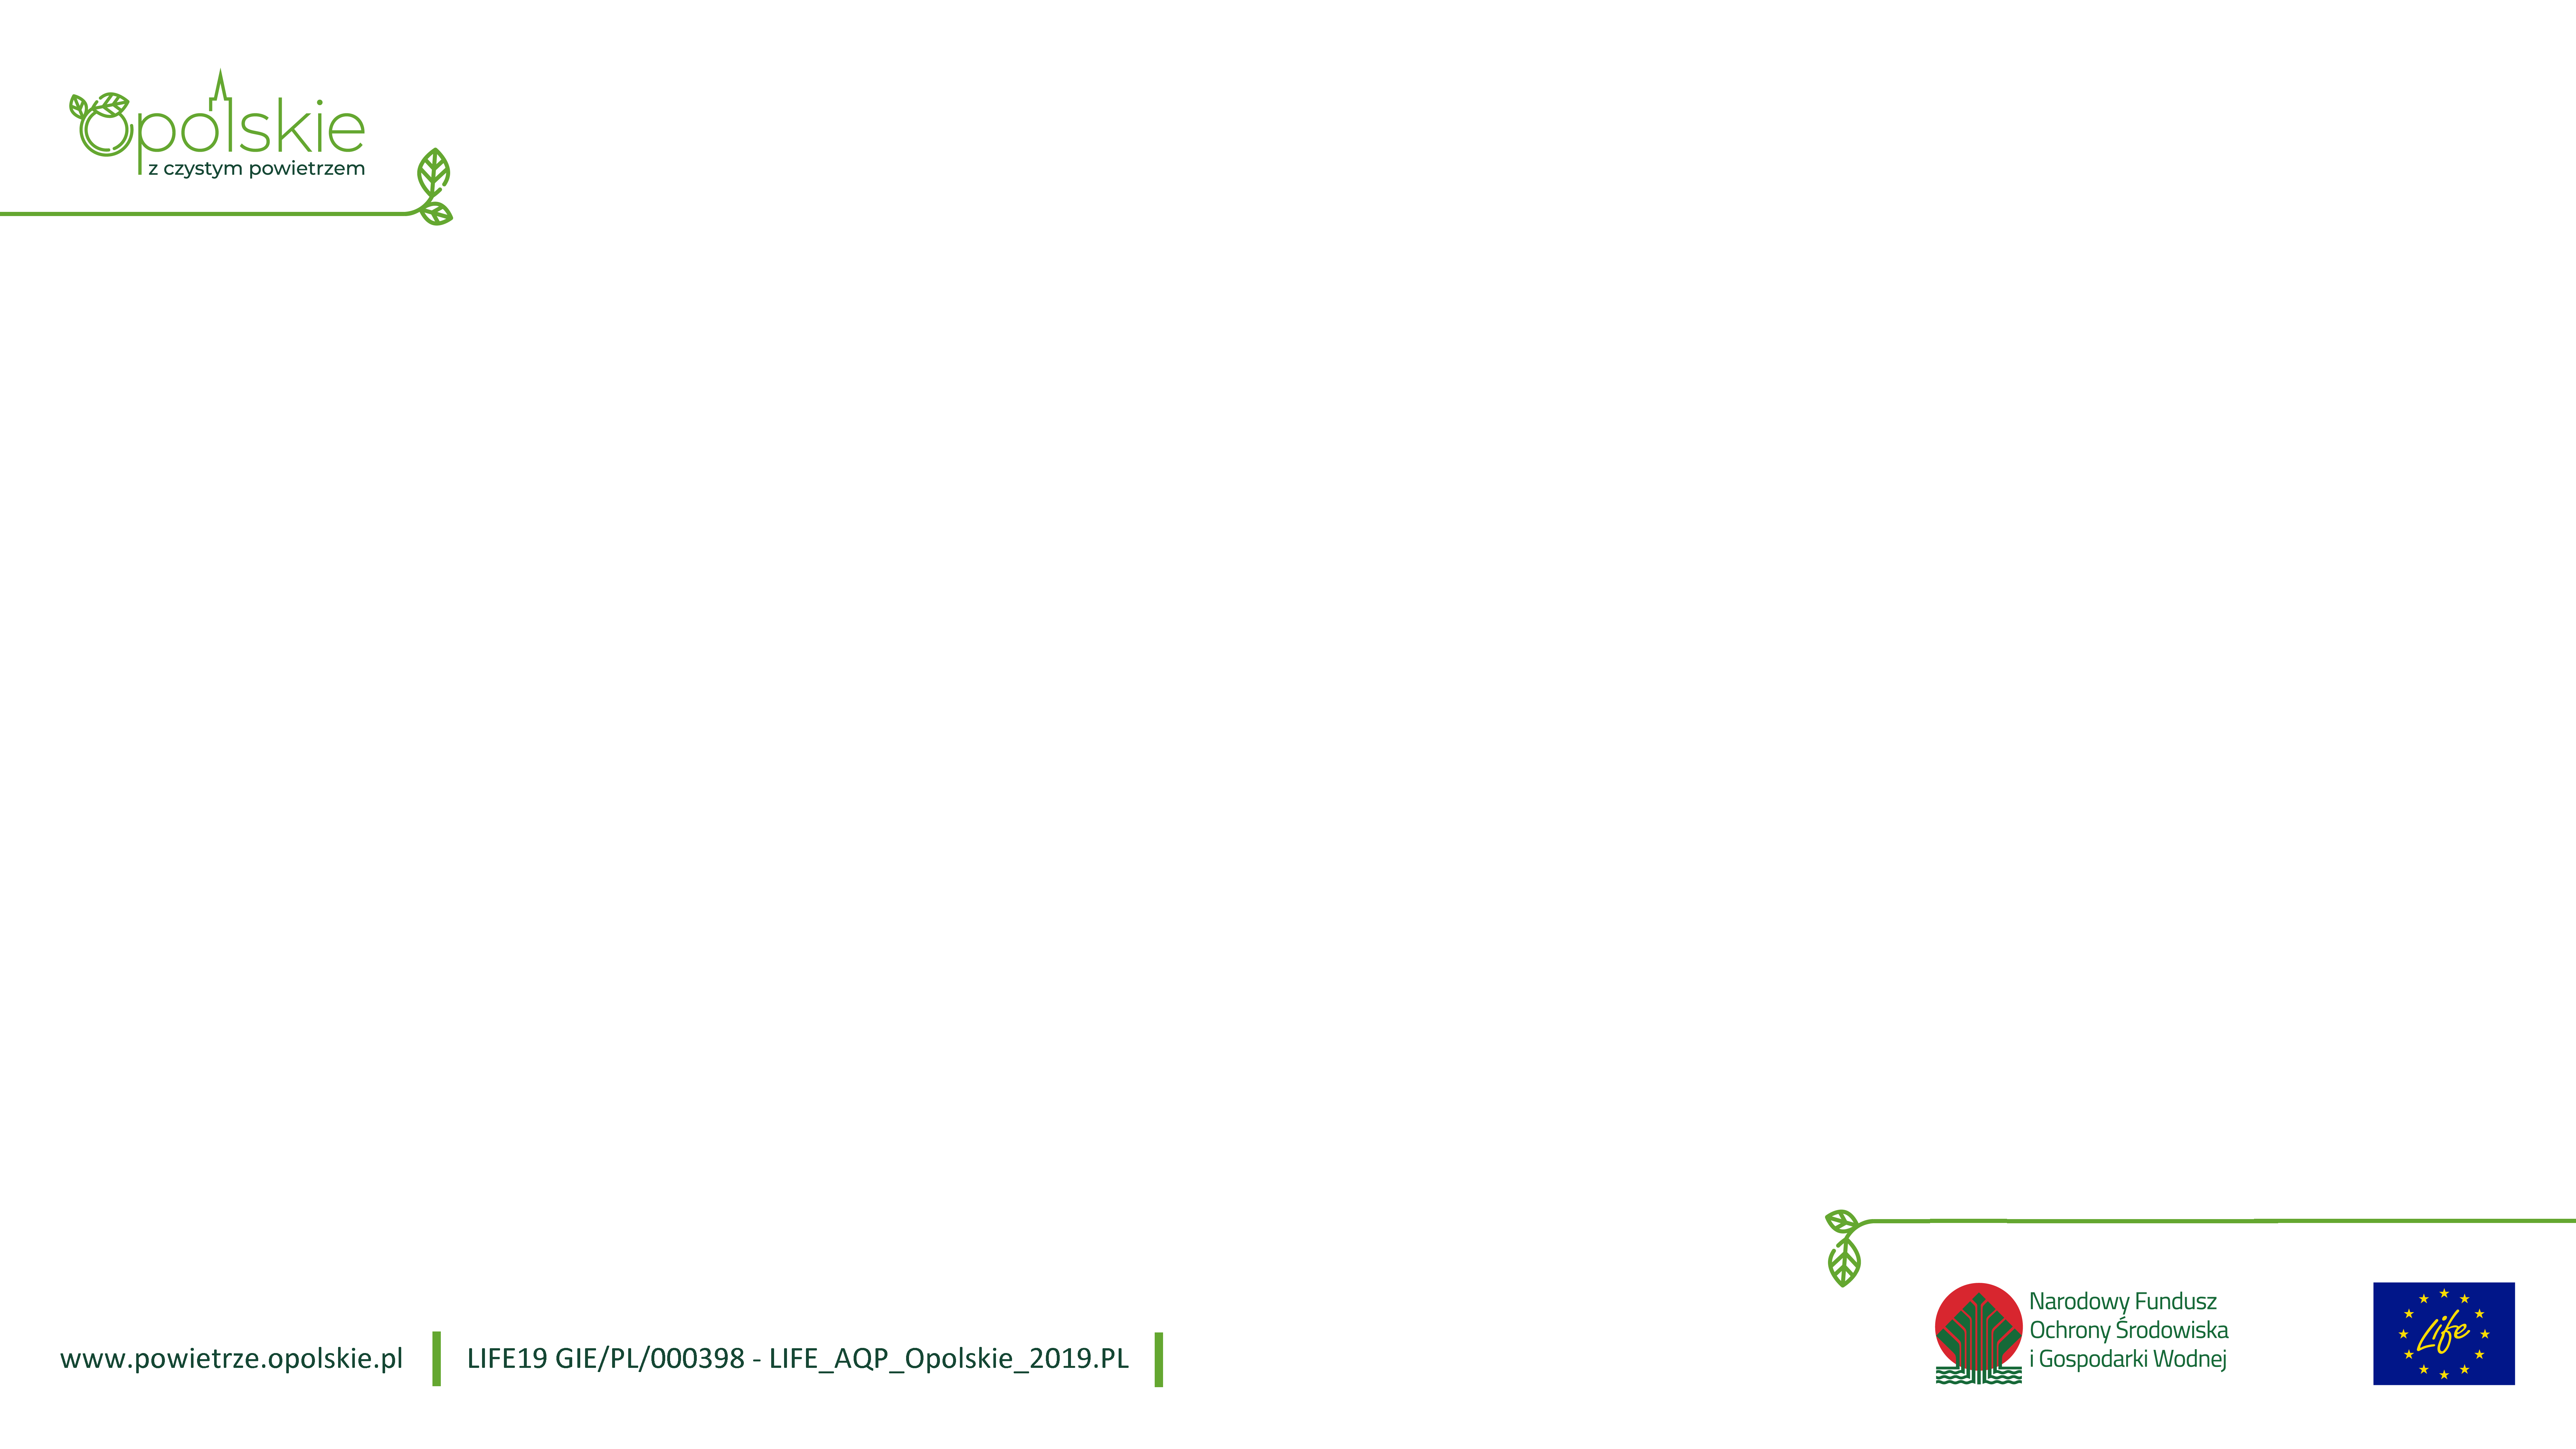 Opolskie
z czystym powietrzem
Narodowy Fundusz
Ochrony Środowiska
i Gospodarki Wodnej
Life
www.powietrze.opolskie.pl
LIFE19 GIE/PL/000398 - LIFE_AQP_Opolskie_2019.PL